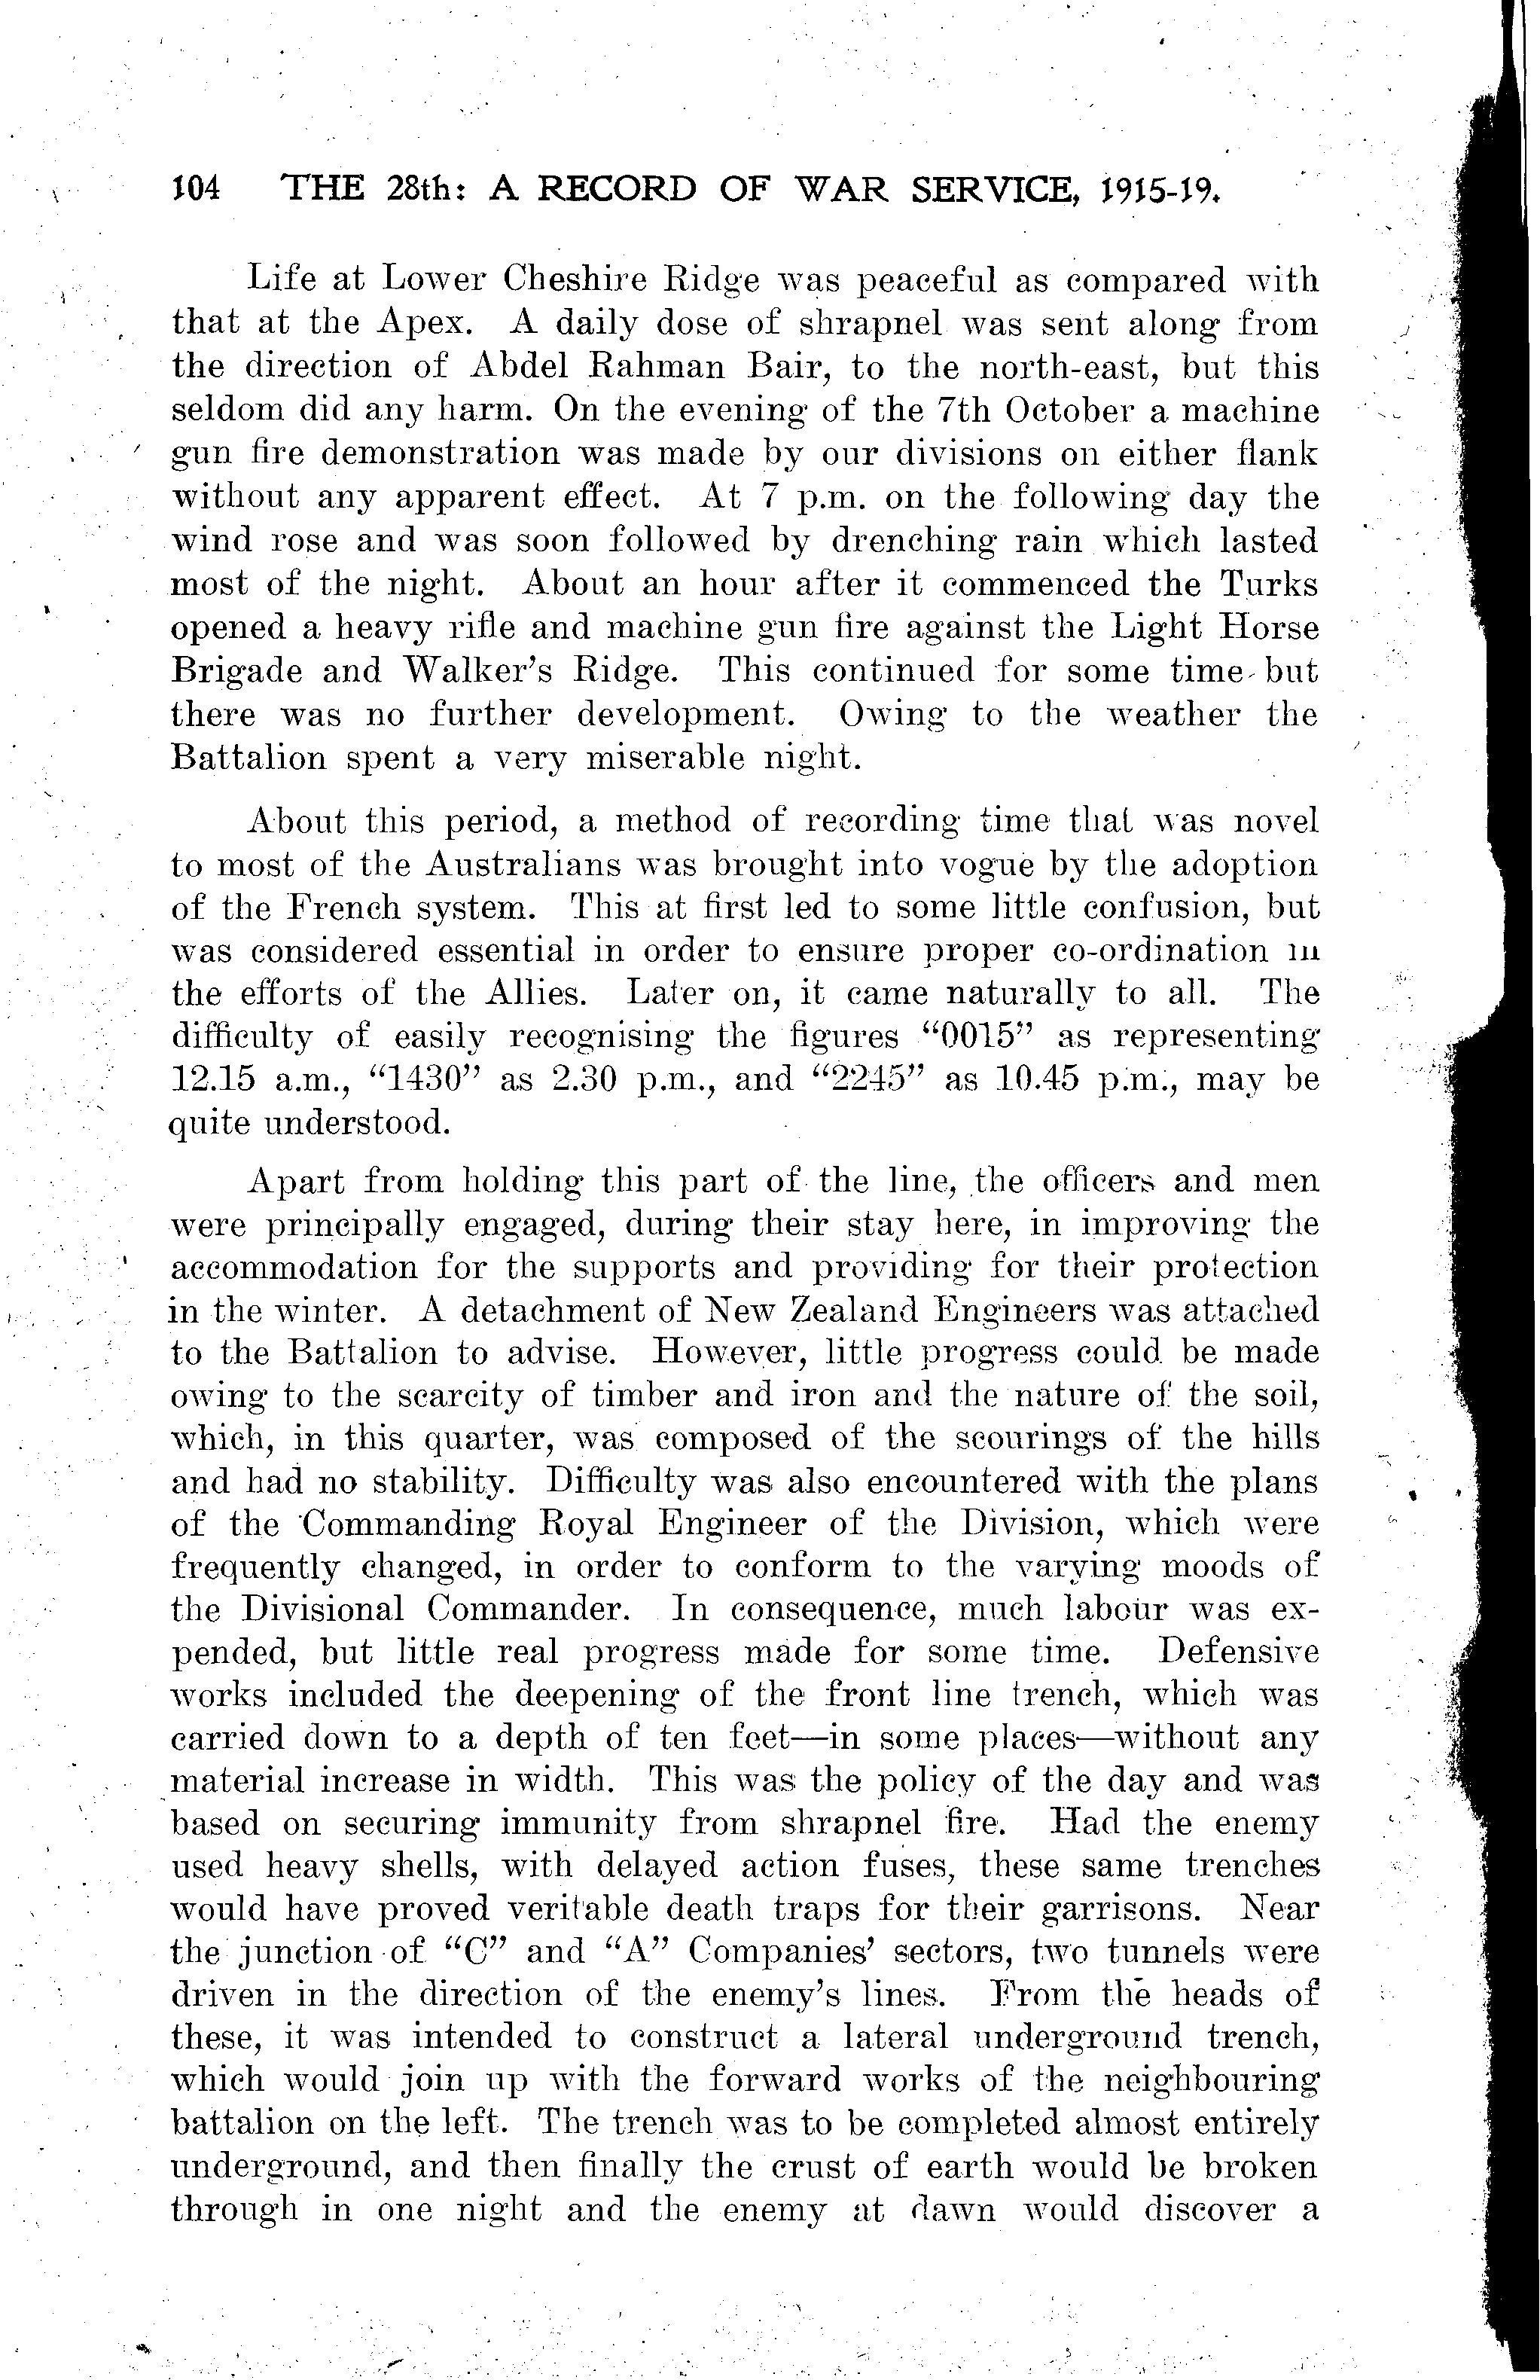 104 THE 28th: A RECORD OF WAR SERVICE, 1915-19.
Life at Lower Cheshire Ridge was peaceful as compared with
that at the Apex. A daily dose of shrapnel was sent along from
the direction of Abdel Rahman Bair, to the north-east, but this
seldom did any harm. On the evening of the 7th October a machine
gun fire demonstration was made by our divisions on either flank
without any apparent effect. At 7 p.m. on the following day the
wind rose and was soon followed by drenching rain which lasted
most of the night. About an hour after it commenced the Turks
opened a heavy rifle and machine gun fire against the Light Horse
Brigade and Walker's Ridge. This continued for some time but
there was no further development. Owing to the weather the
Battalion spent a very miserable night.
About this period, a method of recording time that was novel
to most of the Australians was brought into vogue by the adoption
of the French system. This at first led to some little confusion, but
was considered essential in order to ensure proper co-ordination in
the efforts of the Allies. Later on, it came naturally to all. The
difficulty of easily recognising the figures "0015" as representing
12.15 a.m., "1430" as 2.30 p.m., and "2245" as 10.45 p.m., may be
quite understood.
Apart from holding this part of the line, the officers and men
were principally engaged, during their stay here, in improving the
accommodation for the supports and providing for their protection
in the winter. A detachment of New Zealand Engineers was attached
to the Battalion to advise. However, little progress could be made
owing to the scarcity of timber and iron and the nature of the soil,
which, in this quarter, was composed of the scourings of the hills
and had no stability. Difficulty was also encountered with the plans
of the Commanding Royal Engineer of the Division, which were
frequently changed, in order to conform to the varying moods of
the Divisional Commander. In consequence, much labour was ex-
pended, but little real progress made for some time. Defensive
works included the deepening of the front line trench, which was
carried down to a depth of ten feet—in some places—without any
material increase in width. This was the policy of the day and was
based on securing immunity from shrapnel fire. Had the enemy
used heavy shells, with delayed action fuses, these same trenches
would have proved veritable death traps for their garrisons. Near
the junction of "C" and "A" Companies' sectors, two tunnels were
driven in the direction of the enemy's lines. From the heads of
these, it was intended to construct a lateral underground trench,
which would join up with the forward works of the neighbouring
battalion on the left. The trench was to be completed almost entirely
underground, and then finally the crust of earth would be broken
through in one night and the enemy at dawn would discover a